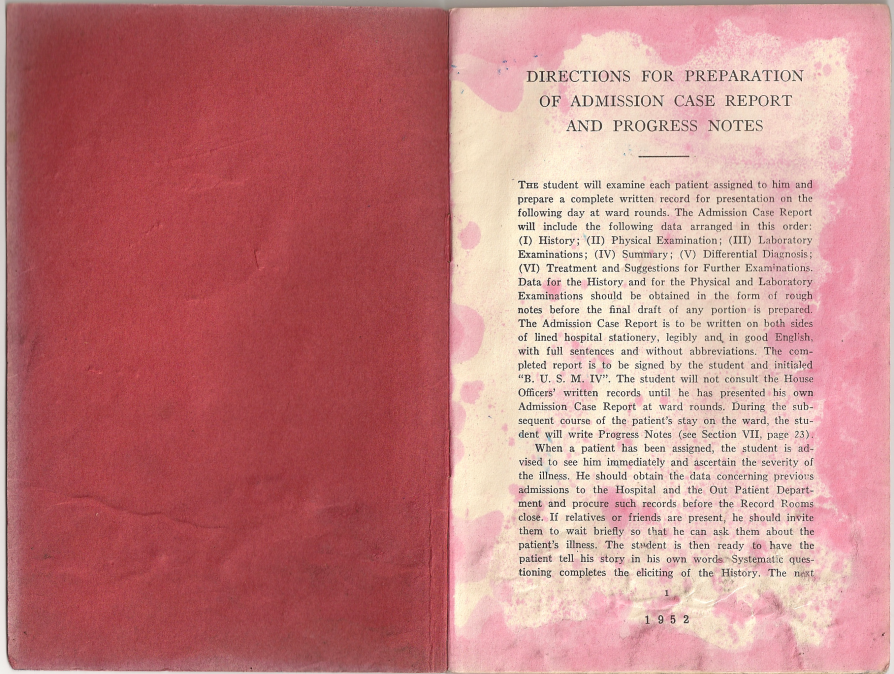 DIRECTIONS FOR PREPARATION
OF ADMISSION CASE REPORT
AND PROGRESS NOTES
THE student will examine each patient assigned to him and
prepare a complete written record for presentation on the
following day at ward rounds. The Admission Case Report
will include the following data arranged in this order:
(I) History; (II) Physical Examination; (III) Laboratory
Examinations; (IV) Summary; (V) Differential Diagnosis;
(VI) Treatment and Suggestions for Further Examinations.
Data for the History and for the Physical and Laboratory
Examinations should be obtained in the form of rough
notes before the final draft of any portion is prepared.
The Admission Case Report is to be written on both sides
of lined hospital stationery, legibly and in good English,
with full sentences and without abbreviations. The com-
pleted report is to be signed by the student and initialed
“B. U. S. M. IV”. The student will not consult the House
Officers’ written records until he has presented his own
Admission Case Report at ward rounds. During the sub-
sequent course of the patient’s stay on the ward, the stu-
dent will write Progress Notes (see Section VII, page 23).
When a patient has been assigned, the student is ad-
vised to see him immediately and ascertain the severity of
the illness. He should obtain the data concerning previous
admissions to the Hospital and the Out Patient Depart-
ment and procure such records before the Record Rooms
close. If relatives or friends are present, he should invite
them to wait briefly so that he can ask them about the
patient’s illness. The student is then ready to have the
patient tell his story in his own words Systematic ques-
tioning completes the eliciting of the History. The next
1
1952